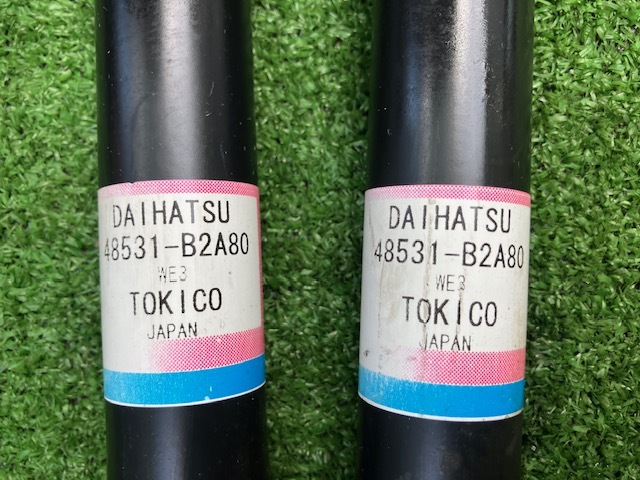 DAIHATSU
48531-B2A80
WE3
TOKICO
JAPAN
DAIHATSU
48531-B2A80
WE3
TOKICO
JAPAN